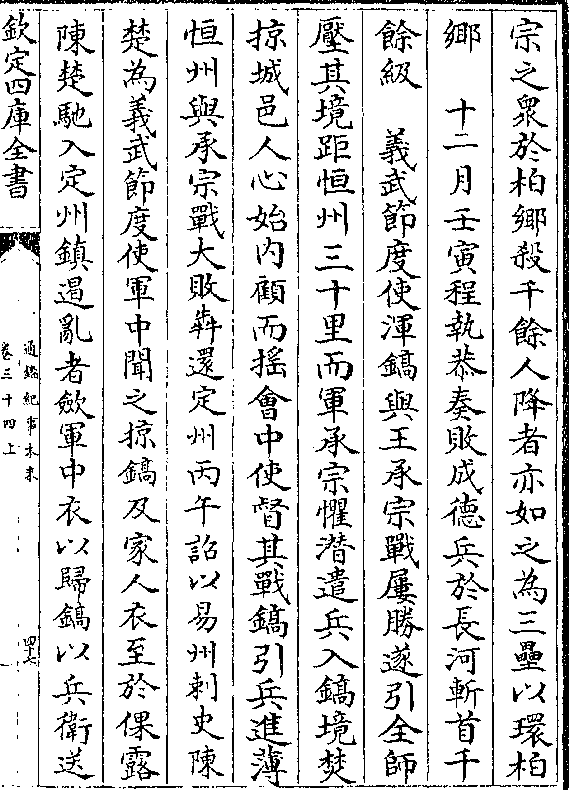 宗之衆於柏鄉殺千餘人降者亦如之為三壘以環柏
鄉　十二月壬寅程執恭奏敗成德兵於長河斬首千
餘級　義武節度使渾鎬與王承宗戰屢勝遂引全師
壓其境距恒州三十里而軍承宗懼潛遣兵入鎬境焚
掠城邑人心始内顧而揺會中使督其戰鎬引兵進薄
恒州與承宗戰大敗奔還定州丙午詔以易州刺史陳
楚為義武節度使軍中聞之掠鎬及家人衣至於倮露
陳楚馳入定州鎮遏亂者斂軍中衣以歸鎬以兵衛送
欽定四庫全書
通鑑紀事本末
卷三十四上